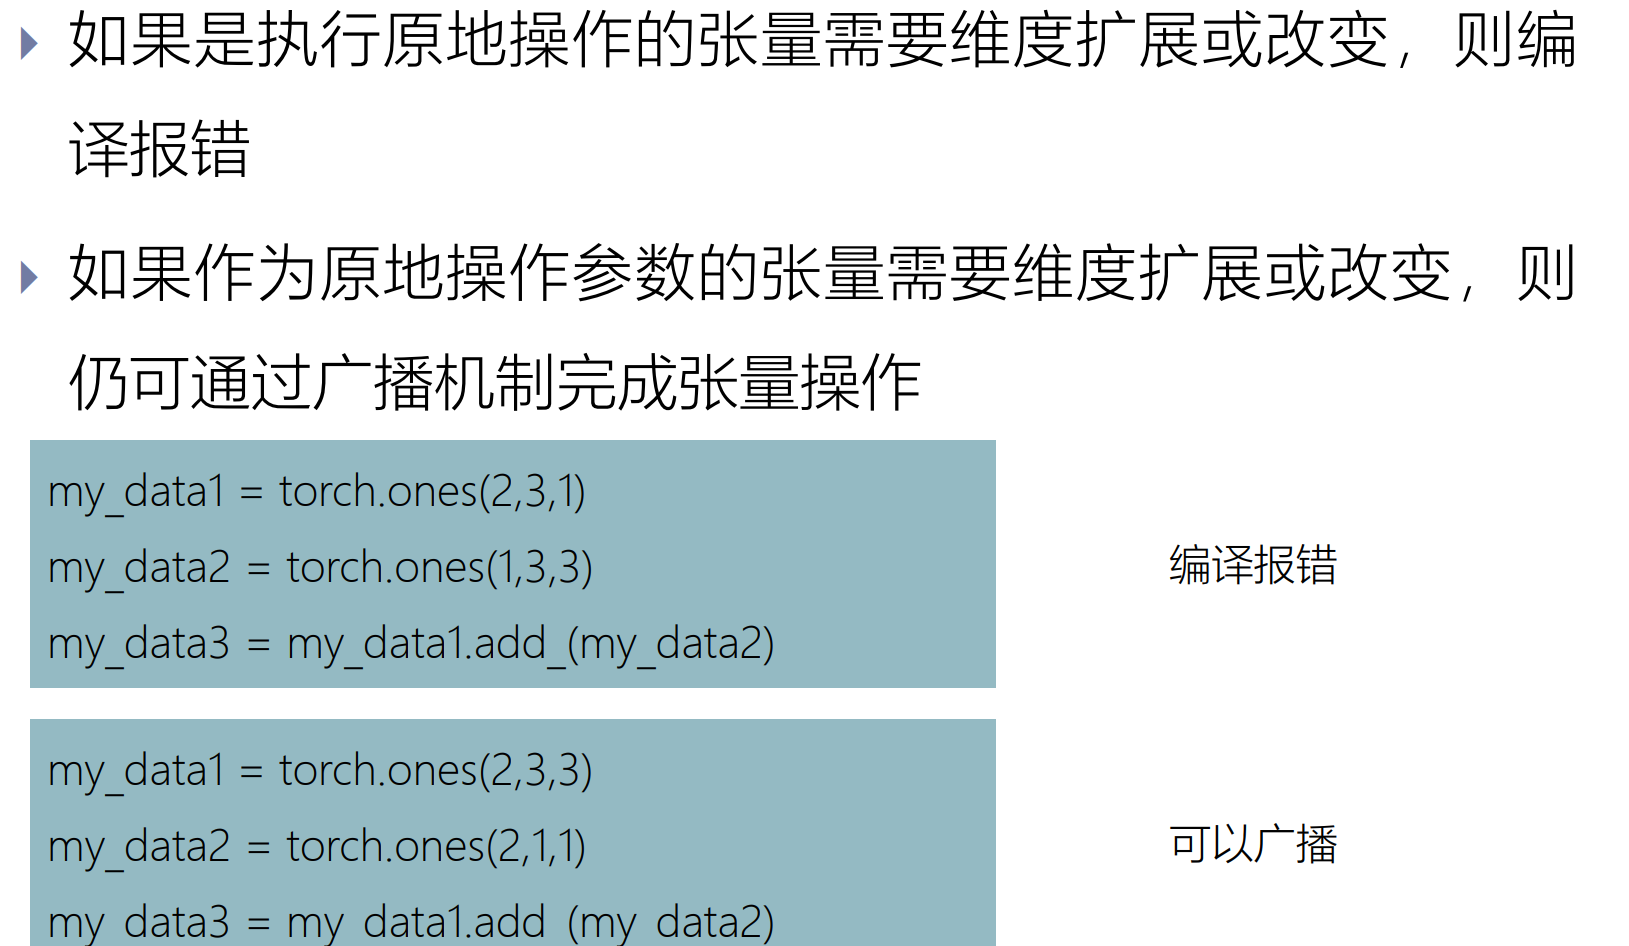 如果是执行原地操作的张量需要维度扩展或改变，则编
译报错
如果作为原地操作参数的张量需要维度扩展或改变，则
仍可通过广播机制完成张量操作
my_data1 = torch.ones(2,3,1)
my_data2 = torch.ones(1,3,3)
my_data3 = my_data1.add_(my_data2)
编译报错
my_data1 = torch.ones(2,3,3)
my_data2 = torch.ones(2,1,1)
my_data3 = my_data1.add_(my_data2)
可以广播